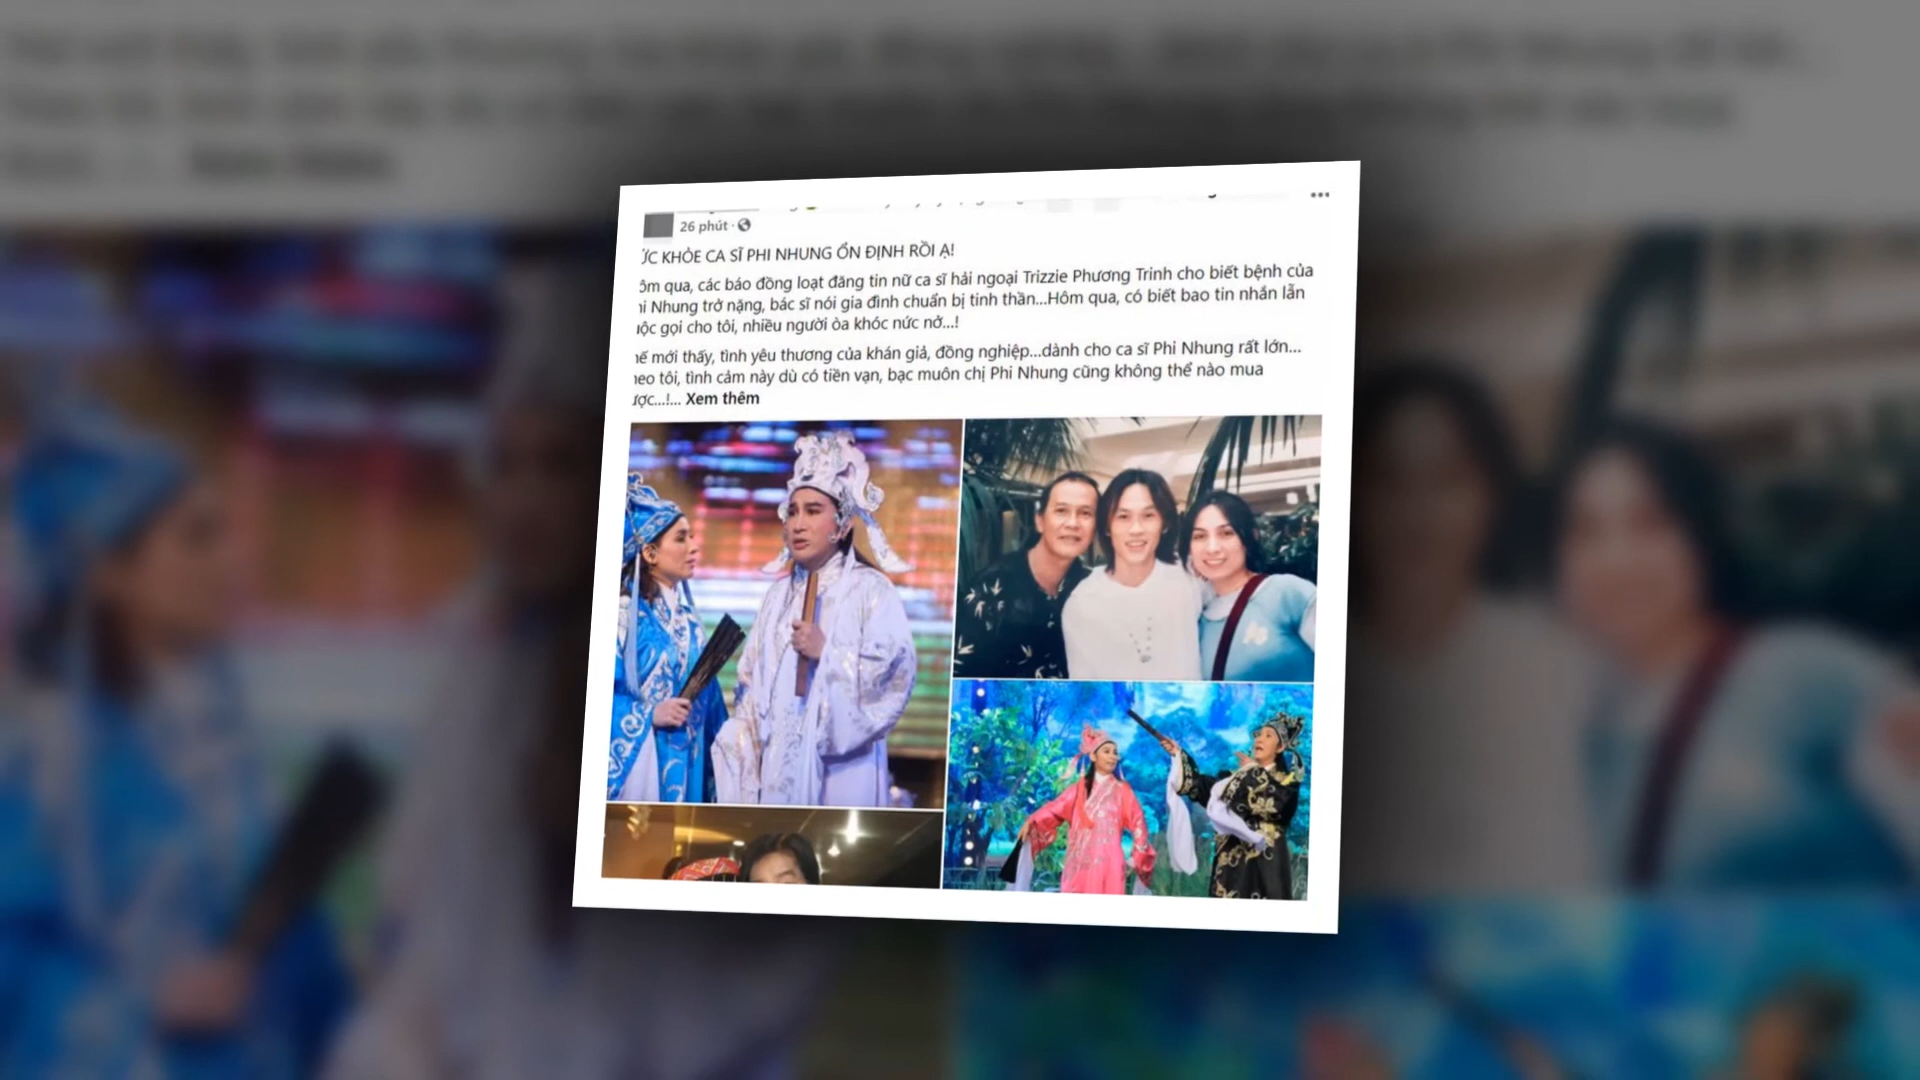 26 phút ·
ỨC KHỎE CA SĨ PHI NHUNG ỔN ĐỊNH RỒI Ạ!
ôm qua, các báo đồng loạt đăng tin nữ ca sĩ hải ngoại Trizzie Phương Trinh cho biết bệnh của
hi Nhung trở nặng, bác sĩ nói gia đình chuẩn bị tinh thần...Hôm qua, có biết bao tin nhắn lẫn
uộc gọi cho tôi, nhiều người òa khóc nức nở...!
hế mới thấy, tình yêu thương của khán giả, đồng nghiệp...dành cho ca sĩ Phi Nhung rất lớn...
heo tôi, tình cảm này dù có tiền vạn, bạc muôn chị Phi Nhung cũng không thể nào mua
ược...!... Xem thêm